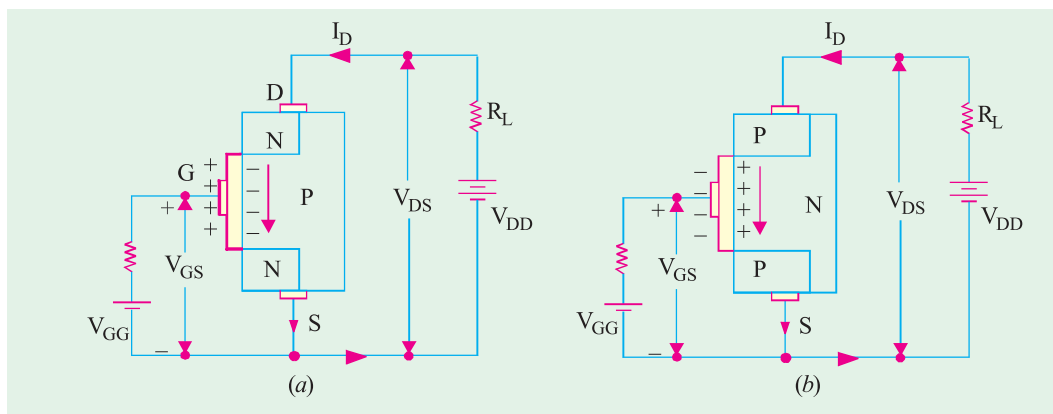 I_D
D
R_L
N
G
+ −
+ −
+ −
+ −
P
+
V_DS
V_DD
V_GS
N
V_GG
S
−
(a)
I_D
R_L
P
− +
− +
− +
− +
N
+
V_DS
V_DD
V_GS
P
V_GG
S
−
(b)